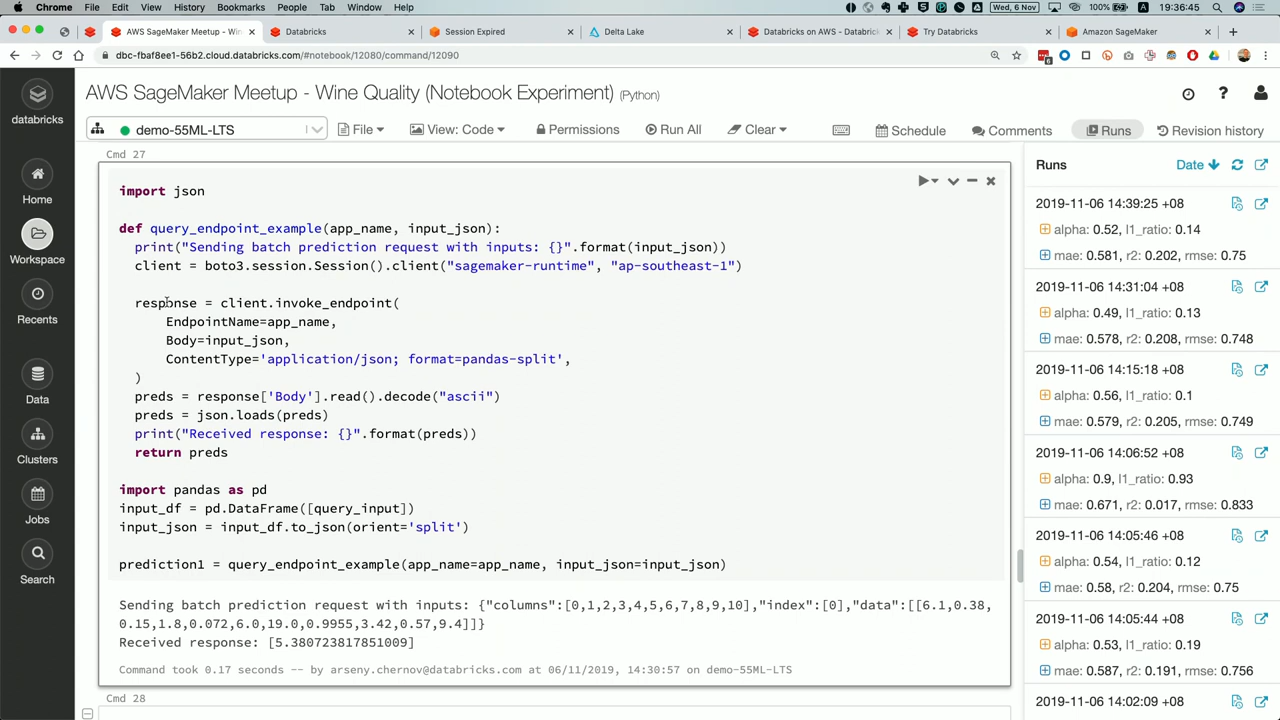 Chrome File Edit View History Bookmarks People Tab Window Help
100% Wed, 6 Nov 19:36:45
AWS SageMaker Meetup - Win
Databricks
Session Expired
Delta Lake
Databricks on AWS - Databrick
Try Databricks
Amazon SageMaker
dbc-fbaf8ee1-56b2.cloud.databricks.com/#notebook/12080/command/12090
databricks
Home
Workspace
Recents
Data
Clusters
Jobs
Search
AWS SageMaker Meetup - Wine Quality (Notebook Experiment) (Python)
demo-55ML-LTS File View: Code Permissions Run All Clear Schedule Comments Runs Revision history
Cmd 27
import json
def query_endpoint_example(app_name, input_json):
print("Sending batch prediction request with inputs: {}".format(input_json))
client = boto3.session.Session().client("sagemaker-runtime", "ap-southeast-1")
response = client.invoke_endpoint(
EndpointName=app_name,
Body=input_json,
ContentType='application/json; format=pandas-split',
)
preds = response['Body'].read().decode("ascii")
preds = json.loads(preds)
print("Received response: {}".format(preds))
return preds
import pandas as pd
input_df = pd.DataFrame([query_input])
input_json = input_df.to_json(orient='split')
prediction1 = query_endpoint_example(app_name=app_name, input_json=input_json)
Sending batch prediction request with inputs: {"columns":[0,1,2,3,4,5,6,7,8,9,10],"index":[0],"data":[[6.1,0.38,
0.15,1.8,0.072,6.0,19.0,0.9955,3.42,0.57,9.4]]}
Received response: [5.380723817851009]
Command took 0.17 seconds -- by arseny.chernov@databricks.com at 06/11/2019, 14:30:57 on demo-55ML-LTS
Cmd 28
Runs Date
2019-11-06 14:39:25 +08
alpha: 0.52, l1_ratio: 0.14
mae: 0.581, r2: 0.202, rmse: 0.75
2019-11-06 14:31:04 +08
alpha: 0.49, l1_ratio: 0.13
mae: 0.578, r2: 0.208, rmse: 0.748
2019-11-06 14:15:18 +08
alpha: 0.56, l1_ratio: 0.1
mae: 0.579, r2: 0.205, rmse: 0.749
2019-11-06 14:06:52 +08
alpha: 0.9, l1_ratio: 0.93
mae: 0.671, r2: 0.017, rmse: 0.833
2019-11-06 14:05:46 +08
alpha: 0.54, l1_ratio: 0.12
mae: 0.58, r2: 0.204, rmse: 0.75
2019-11-06 14:05:44 +08
alpha: 0.53, l1_ratio: 0.19
mae: 0.587, r2: 0.191, rmse: 0.756
2019-11-06 14:02:09 +08